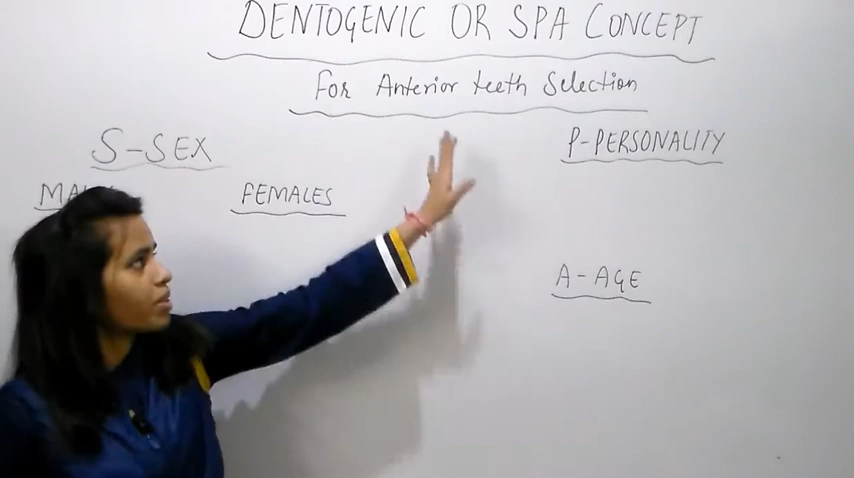 DENTOGENIC OR SPA CONCEPT
For Anterior teeth Selection
S-SEX
P-PERSONALITY
FEMALES
A-AGE